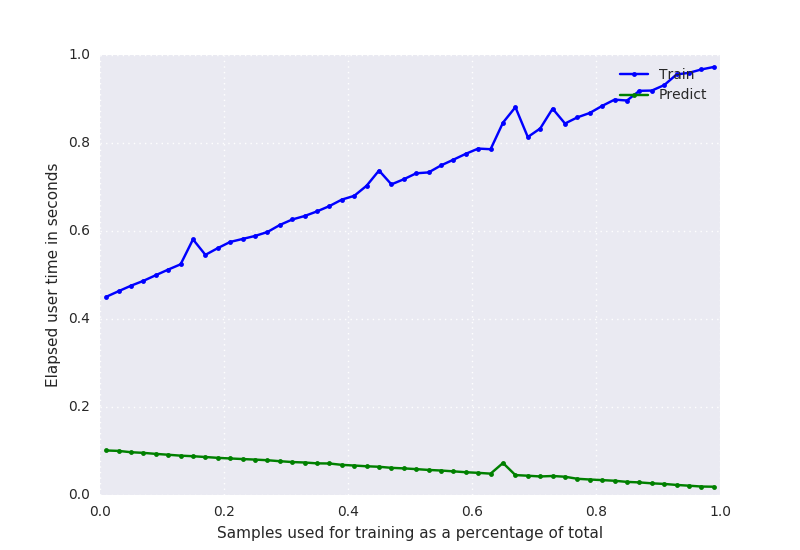 1.0
0.8
0.6
0.4
0.2
0.0
Elapsed user time in seconds
Train
Predict
0.0 0.2 0.4 0.6 0.8 1.0
Samples used for training as a percentage of total